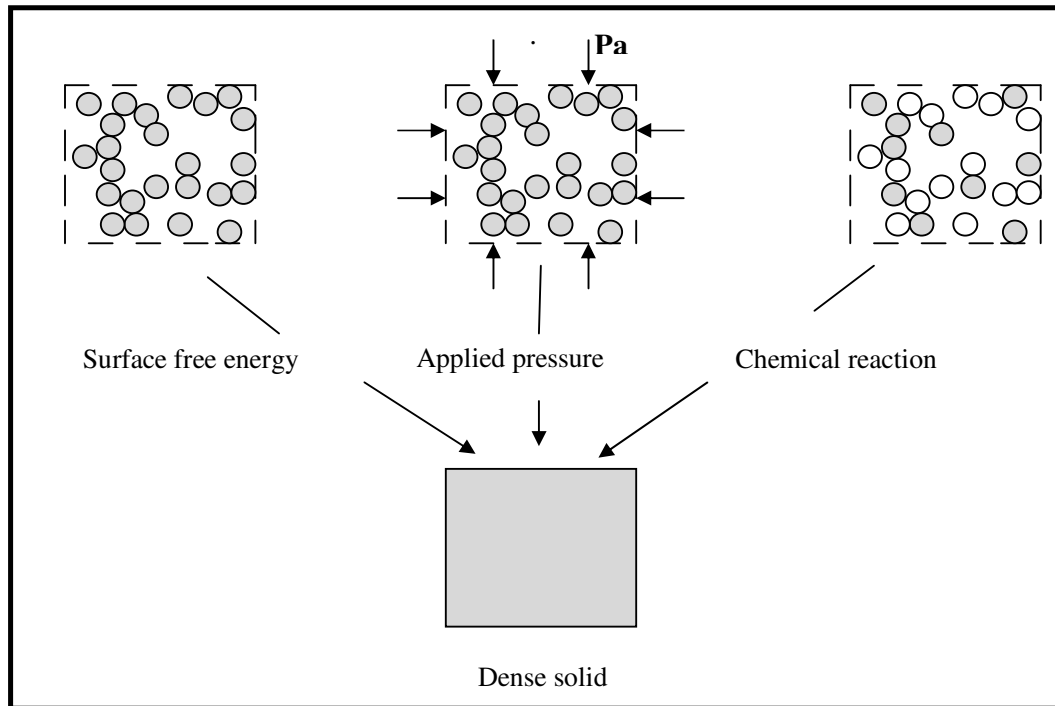 Pa
Surface free energy
Applied pressure
Chemical reaction
Dense solid